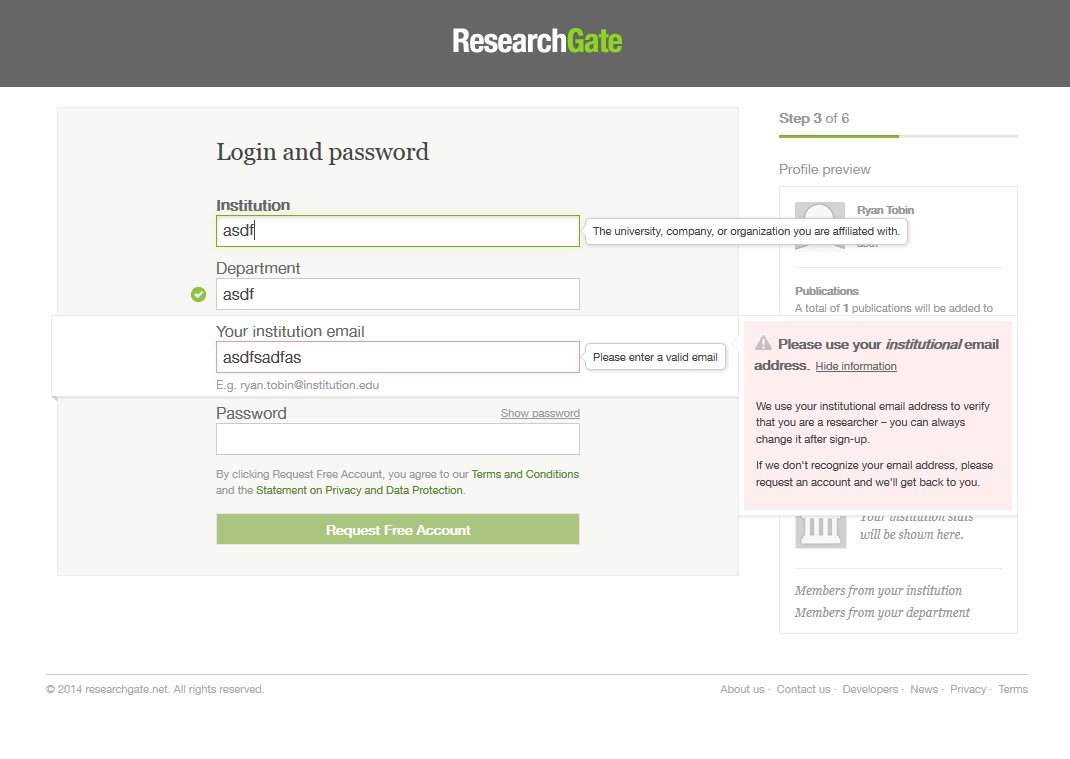 ResearchGate
Login and password
Institution
asdf
The university, company, or organization you are affiliated with.
Department
asdf
Your institution email
asdfsadfas
Please enter a valid email
E.g. ryan.tobin@institution.edu
Password
Show password
By clicking Request Free Account, you agree to our Terms and Conditions
and the Statement on Privacy and Data Protection.
Request Free Account
Step 3 of 6
Profile preview
Ryan Tobin
Publications
A total of 1 publications will be added to
Please use your institutional email
address. Hide information
We use your institutional email address to verify
that you are a researcher – you can always
change it after sign-up.
If we don't recognize your email address, please
request an account and we'll get back to you.
Your institution stats
will be shown here.
Members from your institution
Members from your department
© 2014 researchgate.net. All rights reserved.
About us · Contact us · Developers · News · Privacy · Terms